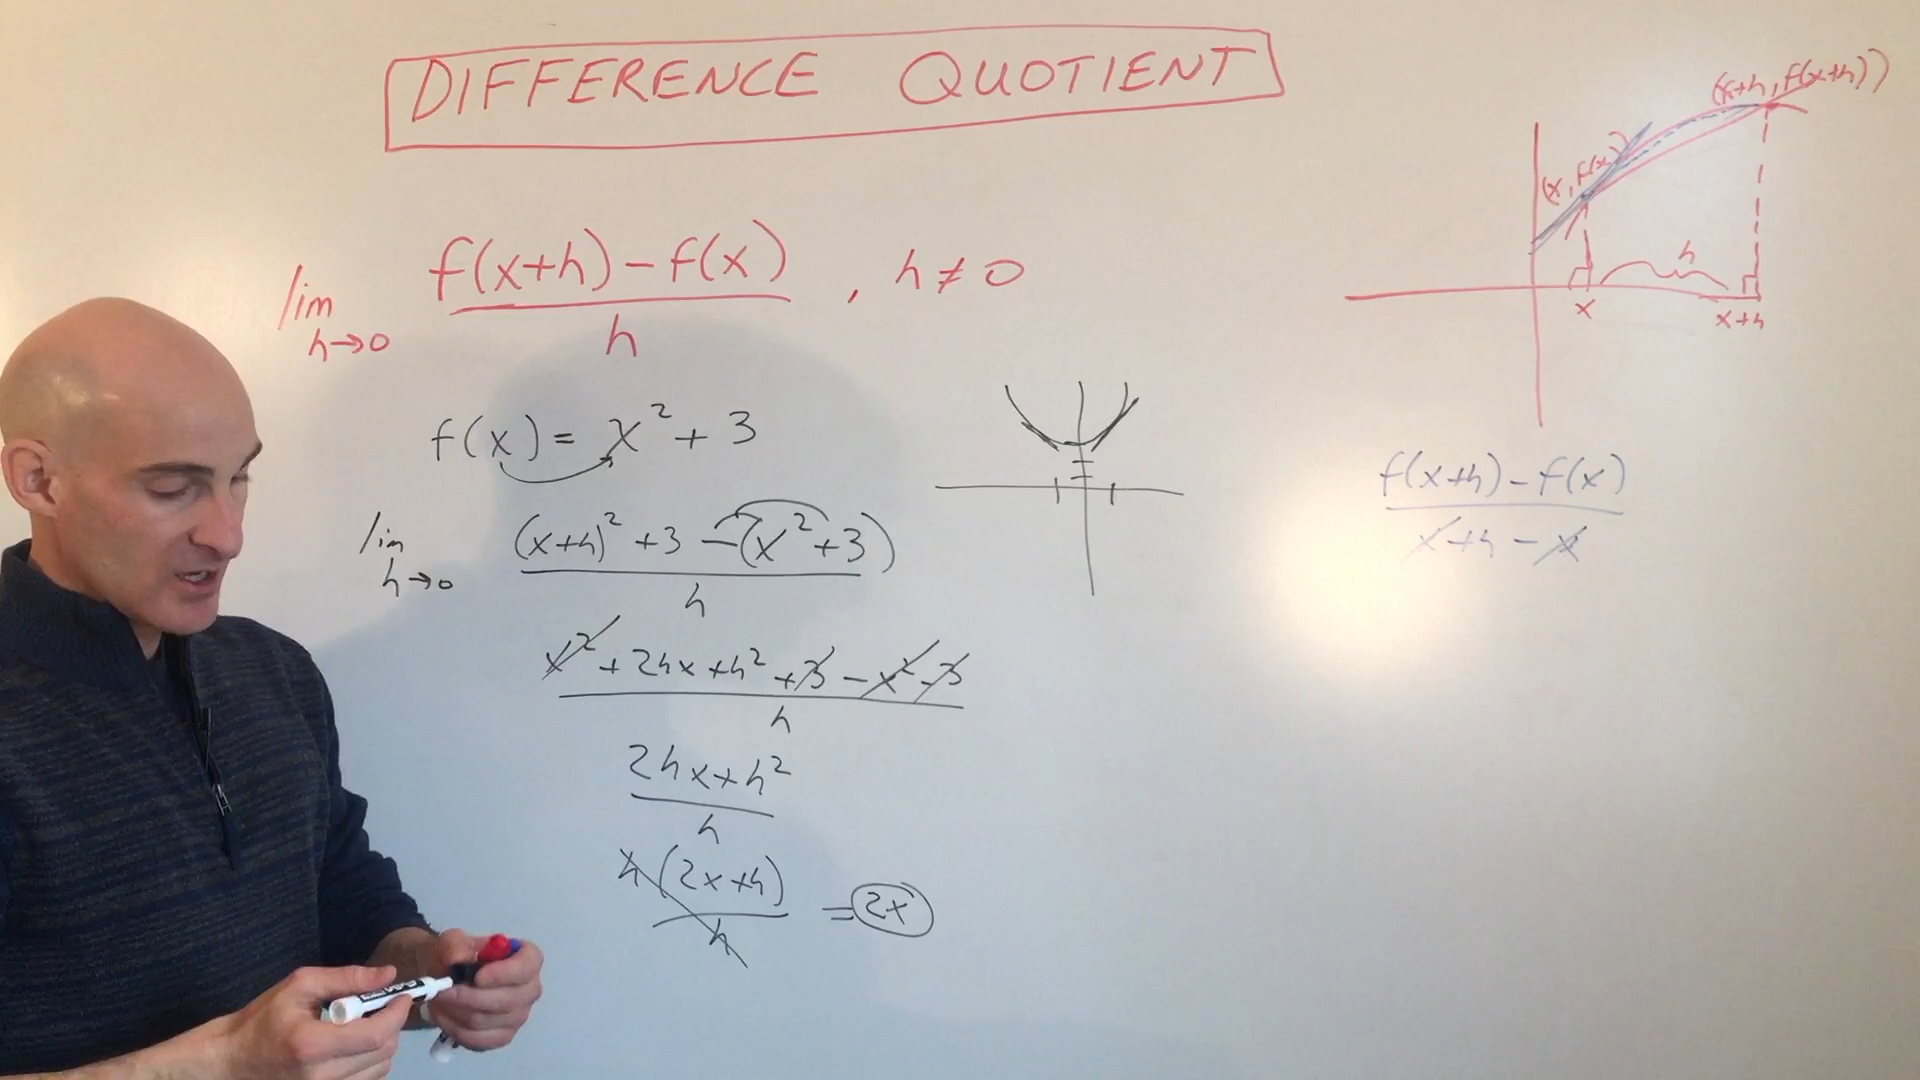 DIFFERENCE QUOTIENT
lim h→0 f(x+h)-f(x) / h , h≠0
f(x) = x² + 3
lim h→0 (x+h)² +3 -(x²+3) / h
x² + 2hx + h² + 3 - x² - 3 / h
2hx+h² / h
h(2x+h) / h = 2x
(x+h, f(x+h))
(x, f(x))
h
x
x+h
f(x+h)-f(x) / x+h-x